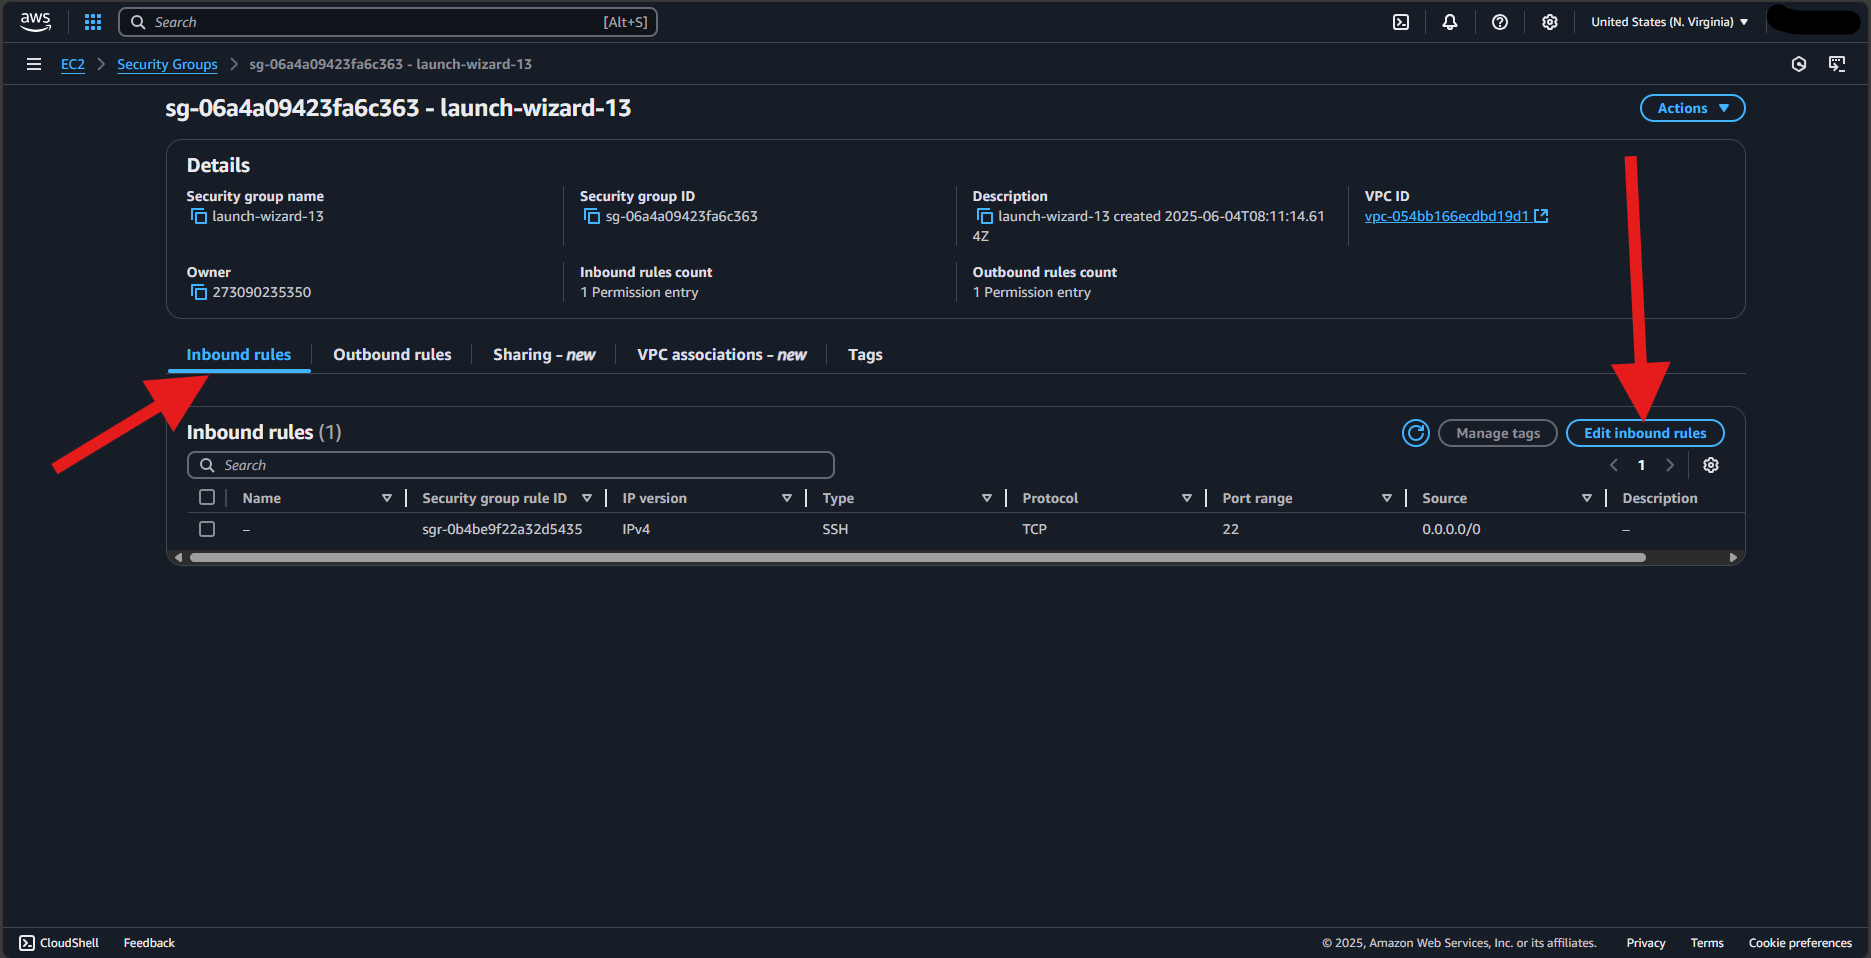 aws
Search [Alt+S]
United States (N. Virginia)
EC2 Security Groups sg-06a4a09423fa6c363 - launch-wizard-13
sg-06a4a09423fa6c363 - launch-wizard-13
Actions
Details
Security group name Security group ID Description VPC ID
launch-wizard-13 sg-06a4a09423fa6c363 launch-wizard-13 created 2025-06-04T08:11:14.61 vpc-054bb166ecdbd19d1
4Z
Owner Inbound rules count Outbound rules count
273090235350 1 Permission entry 1 Permission entry
Inbound rules Outbound rules Sharing - new VPC associations - new Tags
Inbound rules (1)
Manage tags Edit inbound rules
Search
1
Name Security group rule ID IP version Type Protocol Port range Source Description
– sgr-0b4be9f22a32d5435 IPv4 SSH TCP 22 0.0.0.0/0 –
CloudShell Feedback © 2025, Amazon Web Services, Inc. or its affiliates. Privacy Terms Cookie preferences